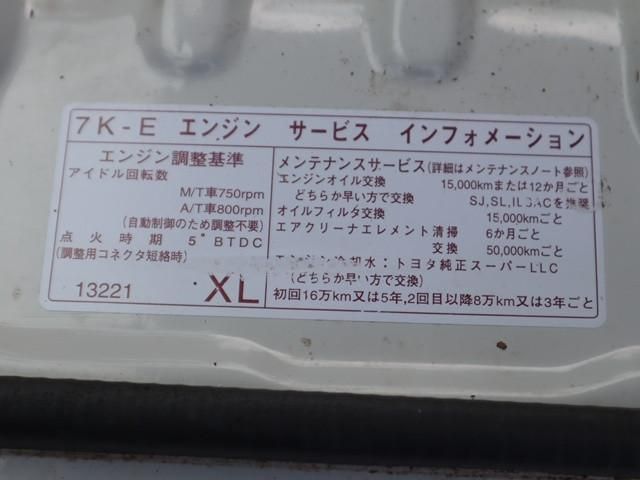 7K-E エンジン サービス インフォメーション
エンジン調整基準
アイドル回転数
M/T車750rpm
A/T車800rpm
(自動制御のため調整不要)
点火時期 5°BTDC
(調整用コネクタ短絡時)
13221 XL
メンテナンスサービス(詳細はメンテナンスノート参照)
エンジンオイル交換 15,000kmまたは12か月ごと
どちらか早い方で交換 SJ,SL,ILSACを推奨
オイルフィルタ交換 15,000kmごと
エアクリーナエレメント清掃 6か月ごと
交換 50,000kmごと
エンジン冷却水:トヨタ純正スーパーLLC
(どちらか早い方で交換)
初回16万km又は5年,2回目以降8万km又は3年ごと